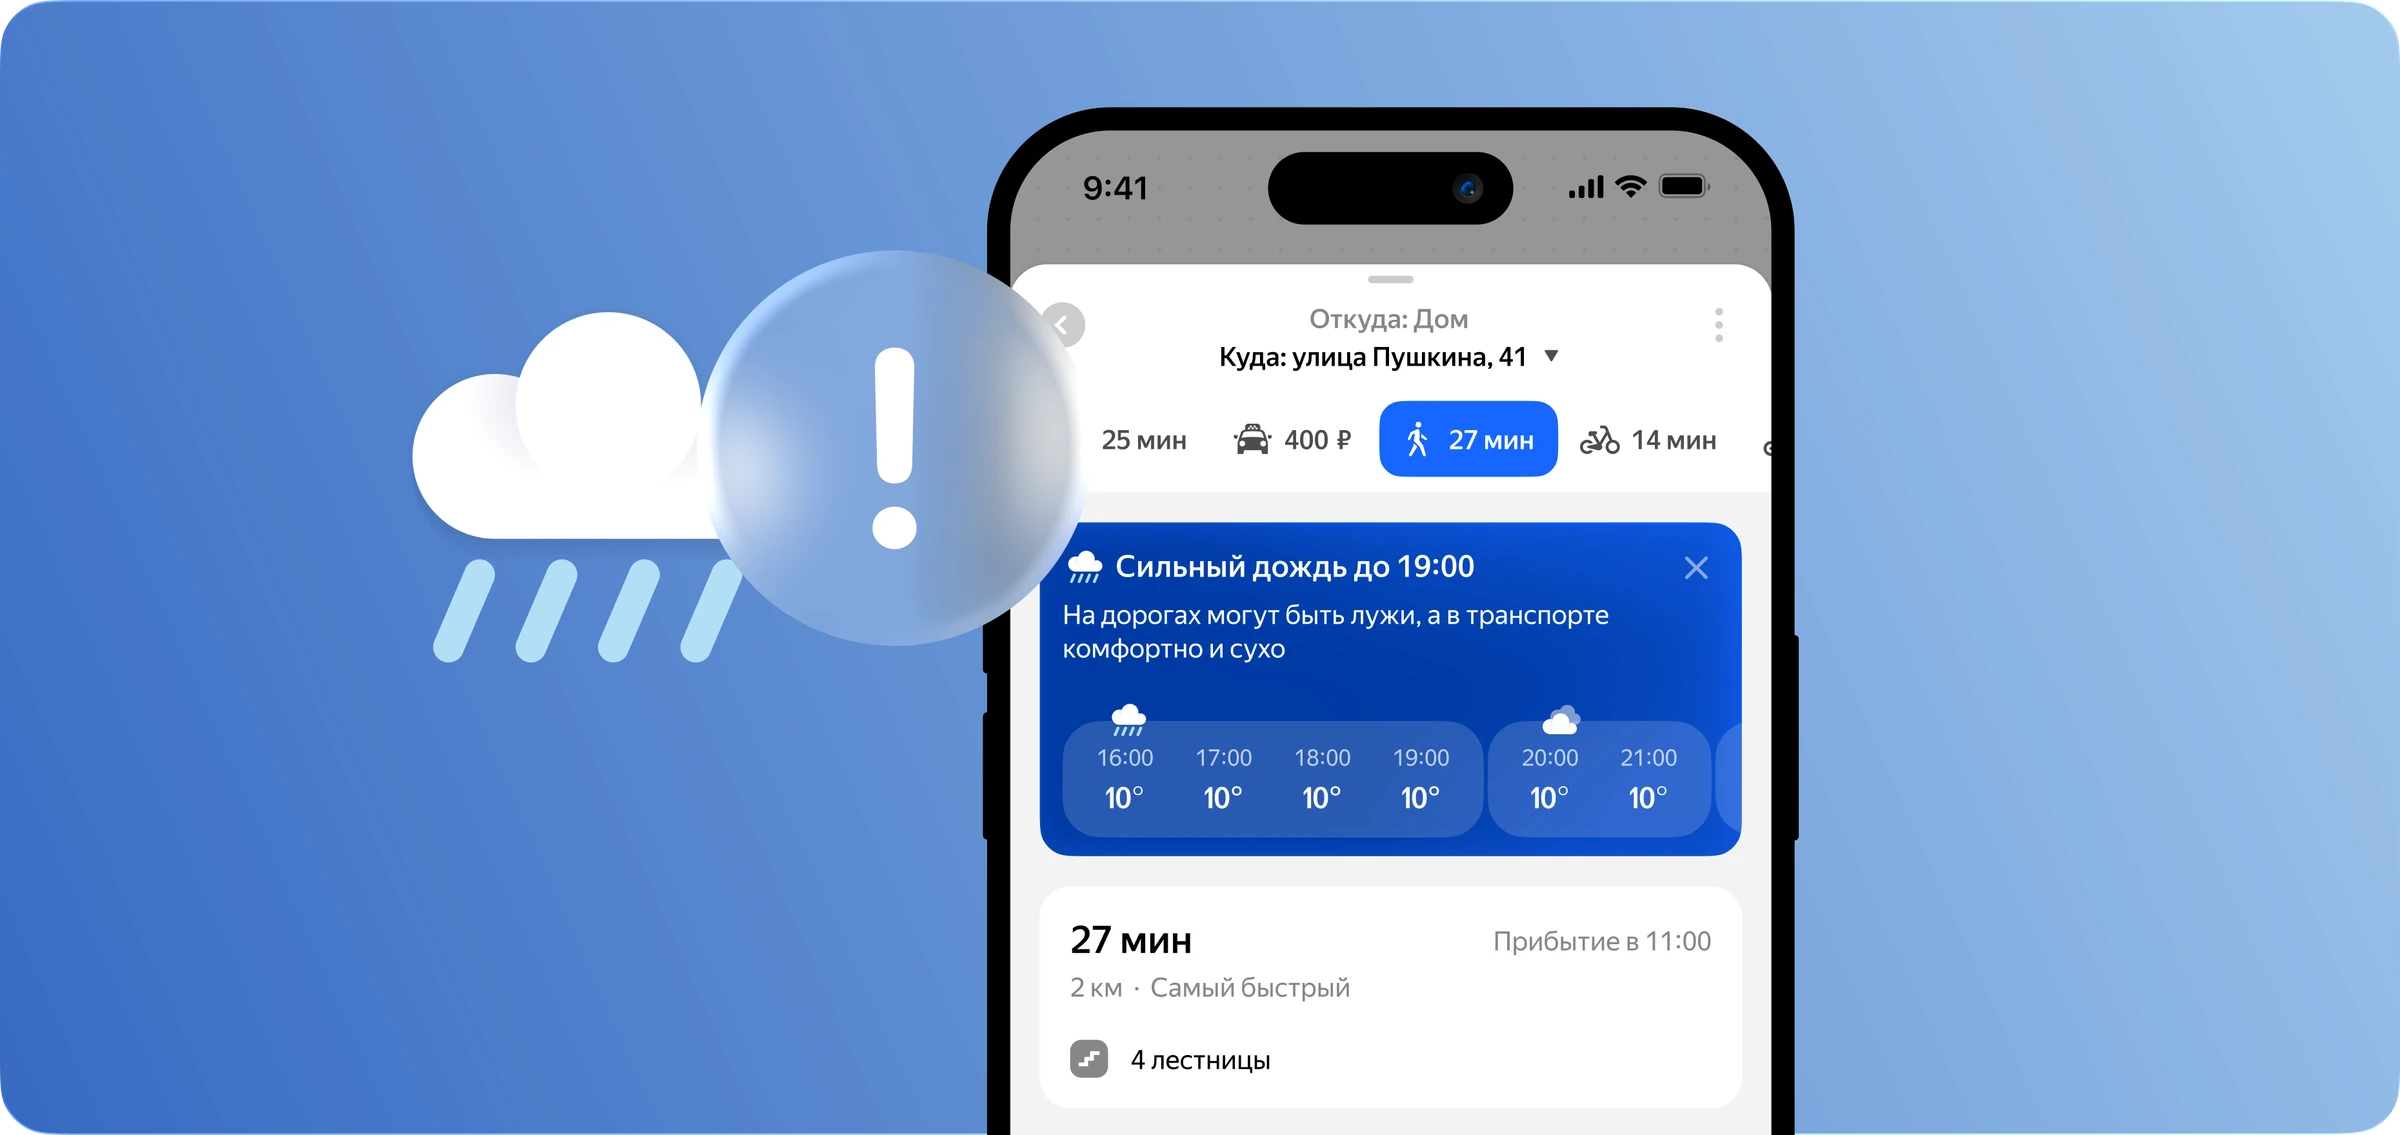 9:41
Откуда: Дом
Куда: улица Пушкина, 41
25 мин 400 ₽ 27 мин 14 мин
Сильный дождь до 19:00
На дорогах могут быть лужи, а в транспорте
комфортно и сухо
16:00 17:00 18:00 19:00 20:00 21:00
10° 10° 10° 10° 10° 10°
27 мин Прибытие в 11:00
2 км · Самый быстрый
4 лестницы